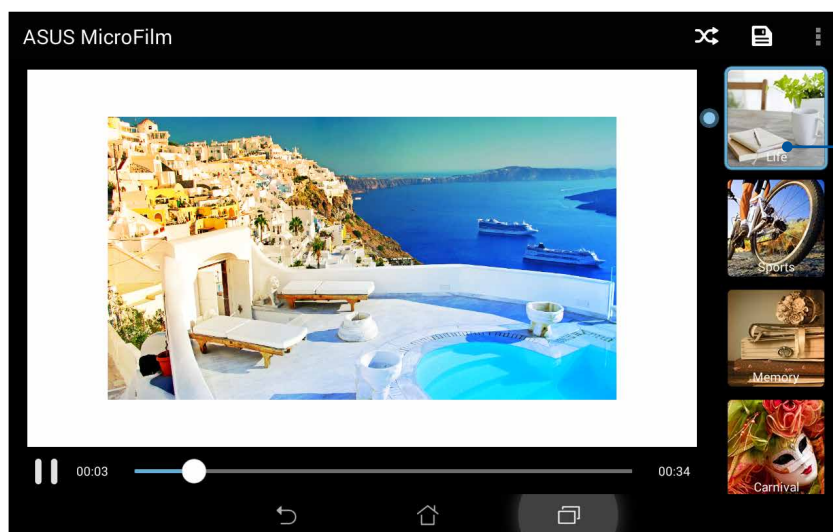 ASUS MicroFilm
Life
Sports
Memory
Carnival
00:03
00:34